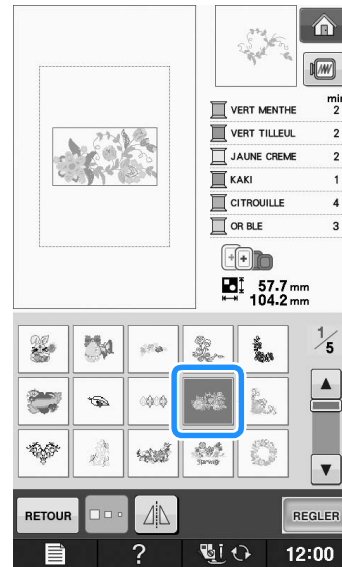 min
VERT MENTHE 2
VERT TILLEUL 2
JAUNE CREME 2
KAKI 1
CITROUILLE 4
OR BLE 3
57.7 mm
104.2 mm
1/5
Spring
RETOUR
REGLER
?
12:00